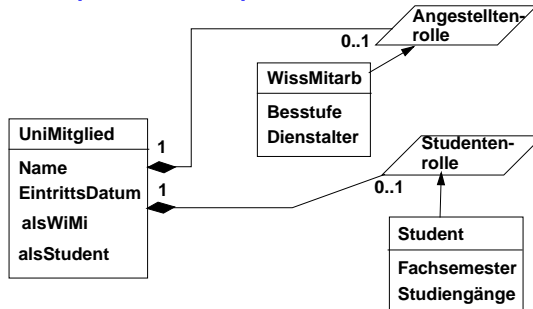 Angestellten-
rolle
0..1
WissMitarb
Besstufe
Dienstalter
UniMitglied
1
Name
EintrittsDatum
1
alsWiMi
alsStudent
Studenten-
rolle
0..1
Student
Fachsemester
Studiengänge